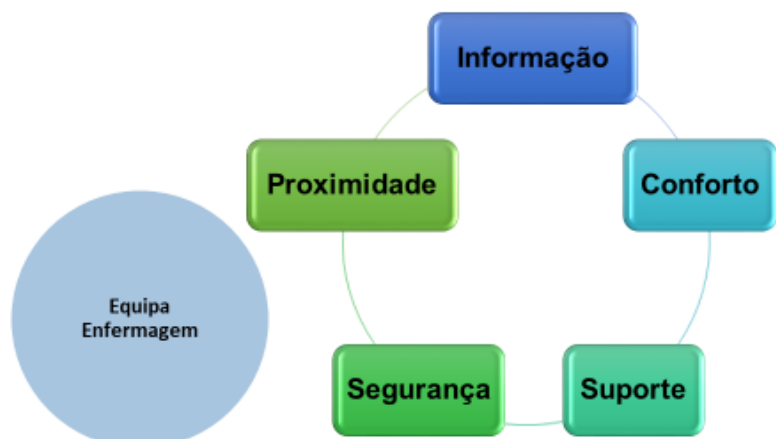 Informação
Proximidade
Conforto
Equipa
Enfermagem
Segurança
Suporte